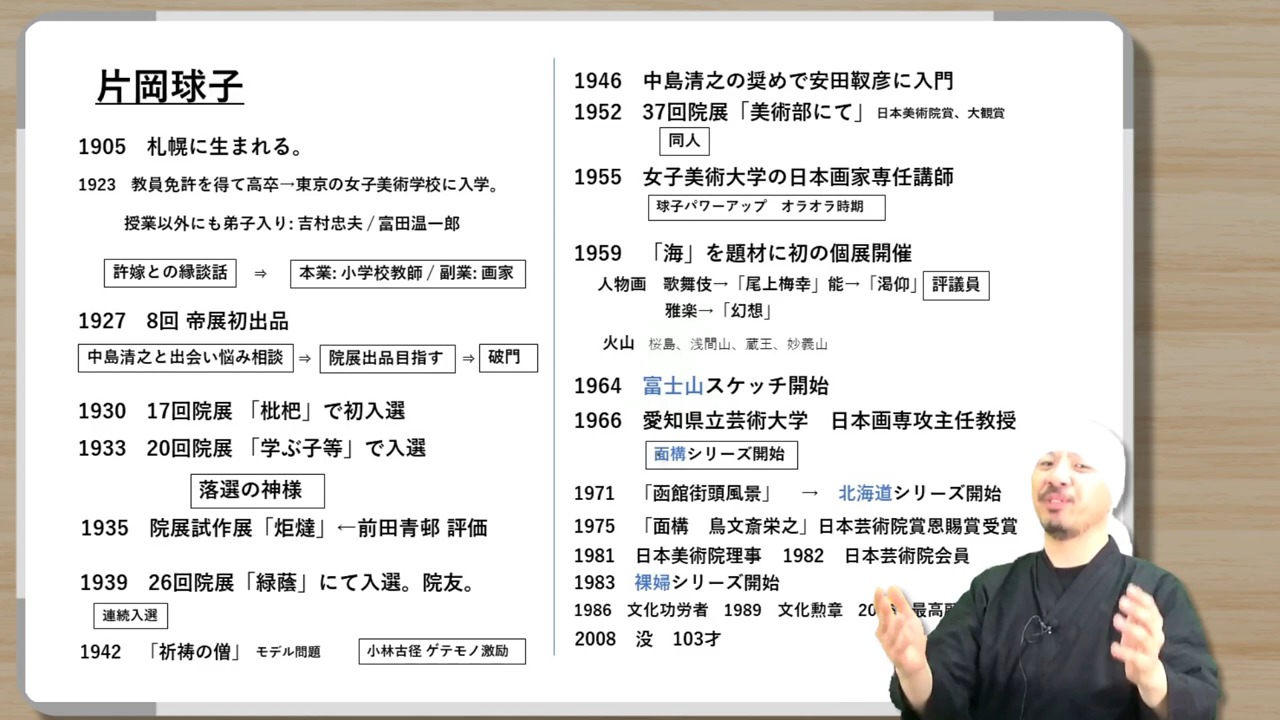 片岡球子
1905 札幌に生まれる。
1923 教員免許を得て高卒→東京の女子美術学校に入学。
授業以外にも弟子入り: 吉村忠夫 / 富田温一郎
許嫁との縁談話 ⇒ 本業: 小学校教師 / 副業: 画家
1927 8回 帝展初出品
中島清之と出会い悩み相談 ⇒ 院展出品目指す ⇒ 破門
1930 17回院展 「枇杷」で初入選
1933 20回院展 「学ぶ子等」で入選
落選の神様
1935 院展試作展「炬燵」←前田青邨 評価
1939 26回院展「緑蔭」にて入選。院友。
連続入選
1942 「祈祷の僧」 モデル問題 小林古径 ゲテモノ激励
1946 中島清之の奨めで安田靫彦に入門
1952 37回院展「美術部にて」 日本美術院賞、大観賞
同人
1955 女子美術大学の日本画家専任講師
球子パワーアップ オラオラ時期
1959 「海」を題材に初の個展開催
人物画 歌舞伎→「尾上梅幸」能→「渇仰」 評議員
雅楽→「幻想」
火山 桜島、浅間山、蔵王、妙義山
1964 富士山スケッチ開始
1966 愛知県立芸術大学 日本画専攻主任教授
面構シリーズ開始
1971 「函館街頭風景」 → 北海道シリーズ開始
1975 「面構 鳥文斎栄之」日本芸術院賞恩賜賞受賞
1981 日本美術院理事 1982 日本芸術院会員
1983 裸婦シリーズ開始
1986 文化功労者 1989 文化勲章 最高
2008 没 103才